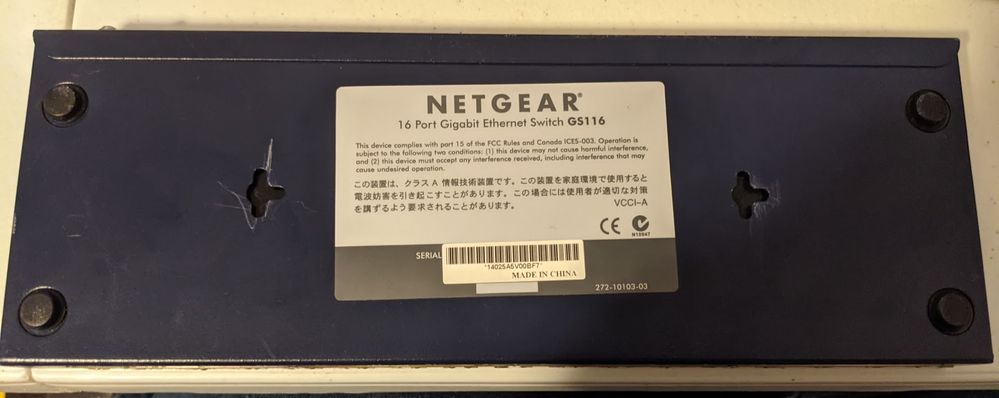 NETGEAR®
16 Port Gigabit Ethernet Switch GS116
This device complies with part 15 of the FCC Rules and Canada ICES-003. Operation is
subject to the following two conditions: (1) this device may not cause harmful interference,
and (2) this device must accept any interference received, including interference that may
cause undesired operation.
この装置は、クラス A 情報技術装置です。この装置を家庭環境で使用すると
電波妨害を引き起こすことがあります。この場合には使用者が適切な対策
を講ずるよう要求されることがあります。
VCCI-A
CE
N10947
SERIAL
*14025A5V00BF7*
MADE IN CHINA
272-10103-03